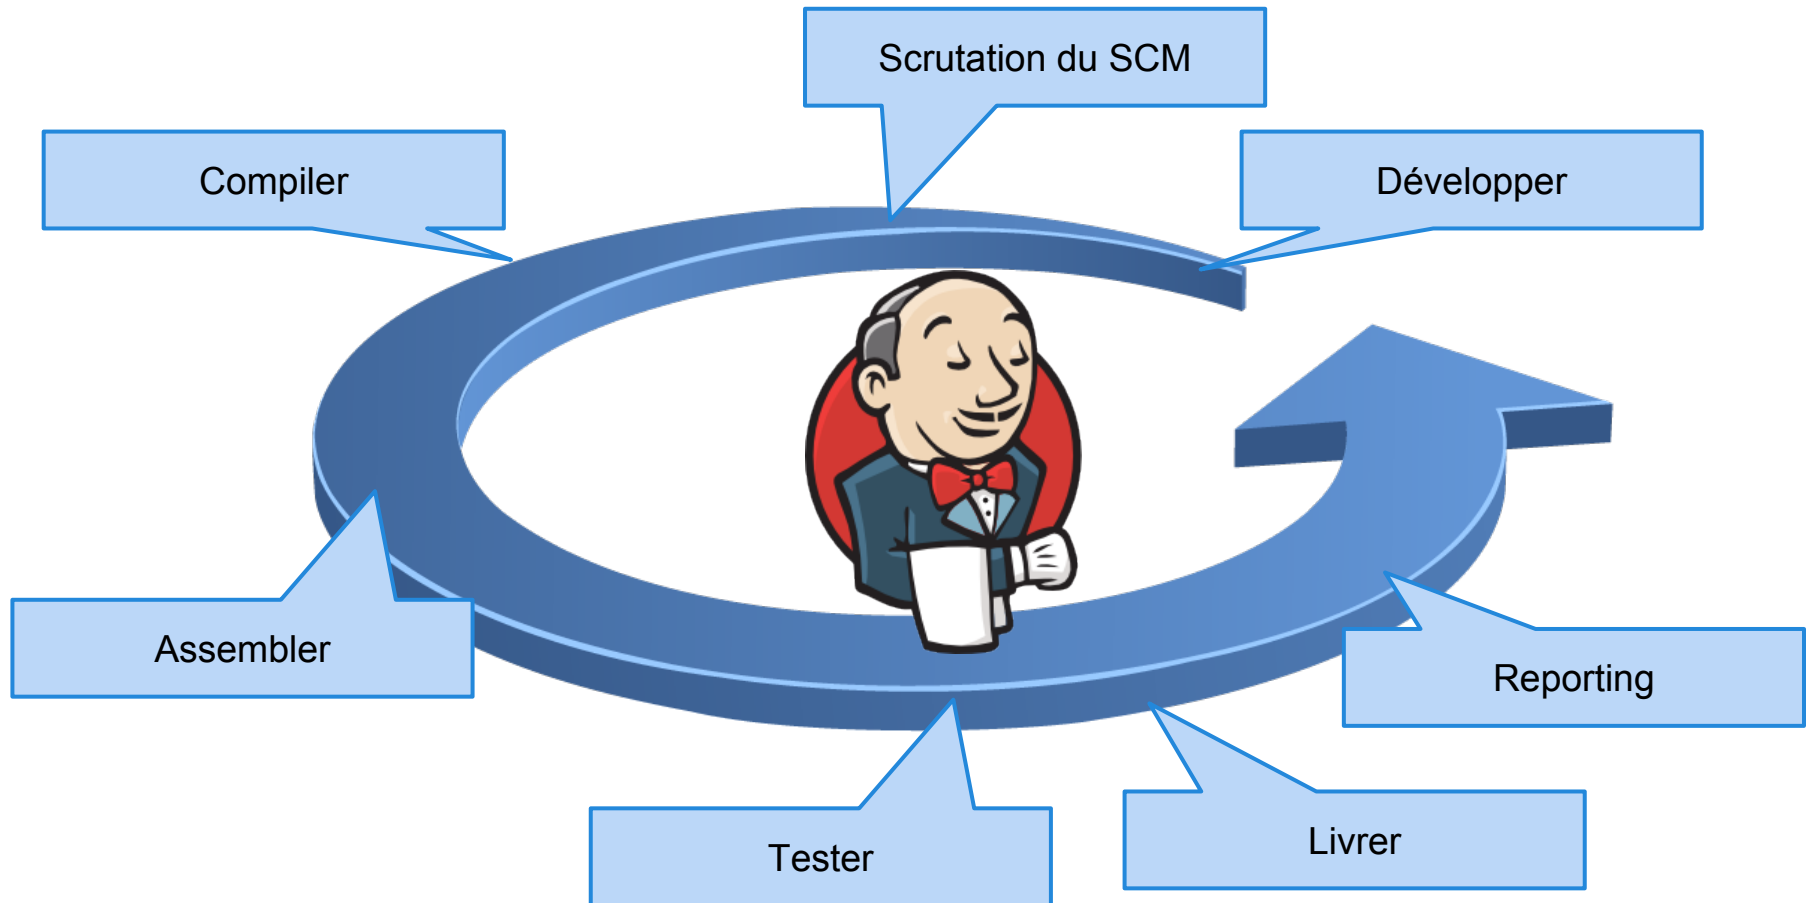 Scrutation du SCM
Compiler
Développer
Assembler
Reporting
Livrer
Tester